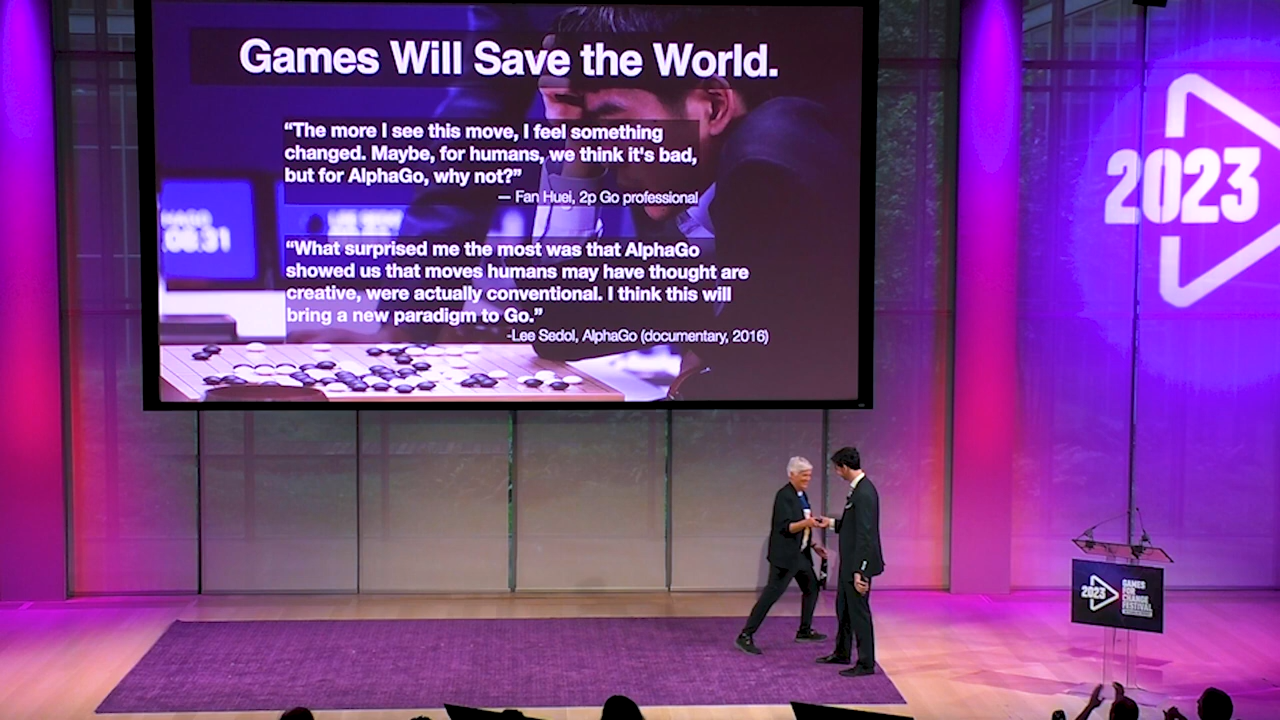 Games Will Save the World.
“The more I see this move, I feel something
changed. Maybe, for humans, we think it's bad,
but for AlphaGo, why not?”
— Fan Huei, 2p Go professional
“What surprised me the most was that AlphaGo
showed us that moves humans may have thought are
creative, were actually conventional. I think this will
bring a new paradigm to Go.”
-Lee Sedol, AlphaGo (documentary, 2016)
2023
2023
GAMES
FOR
CHANGE
FESTIVAL